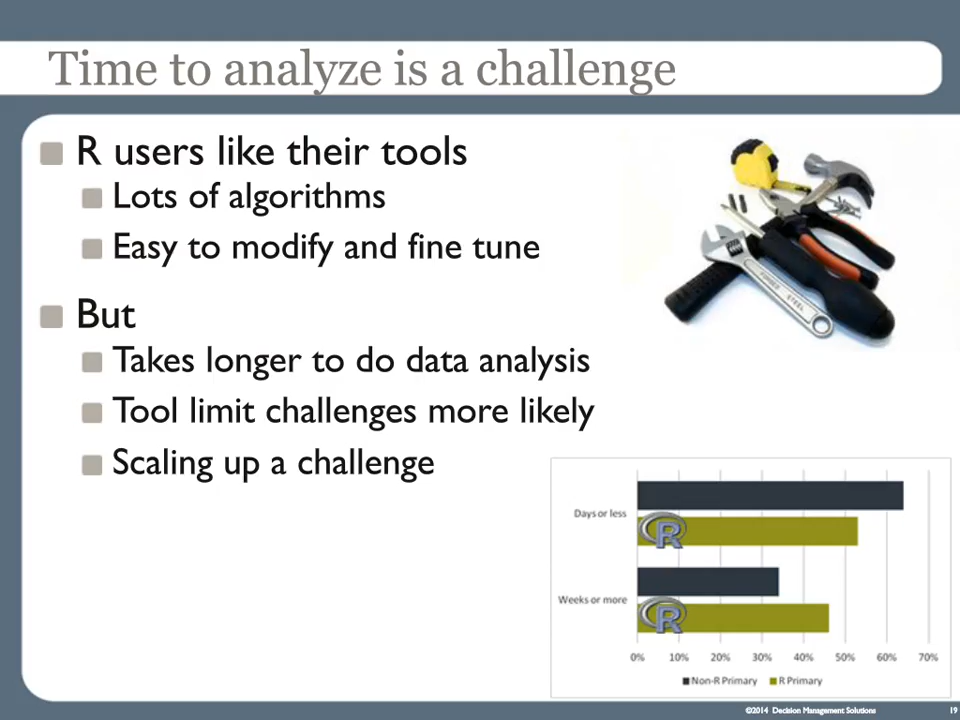 Time to analyze is a challenge
R users like their tools
Lots of algorithms
Easy to modify and fine tune
But
Takes longer to do data analysis
Tool limit challenges more likely
Scaling up a challenge
FORGED STEEL
Days or less
R
Weeks or more
R
0% 10% 20% 30% 40% 50% 60% 70%
Non-R Primary R Primary
©2014 Decision Management Solutions 19